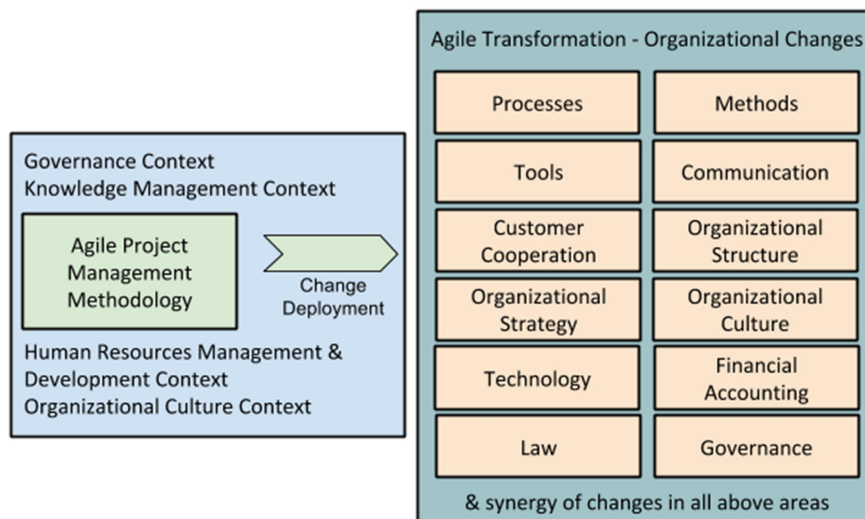 Governance Context
Knowledge Management Context
Agile Project
Management
Methodology
Change
Deployment
Human Resources Management &
Development Context
Organizational Culture Context
Agile Transformation - Organizational Changes
Processes
Methods
Tools
Communication
Customer
Cooperation
Organizational
Structure
Organizational
Strategy
Organizational
Culture
Technology
Financial
Accounting
Law
Governance
& synergy of changes in all above areas